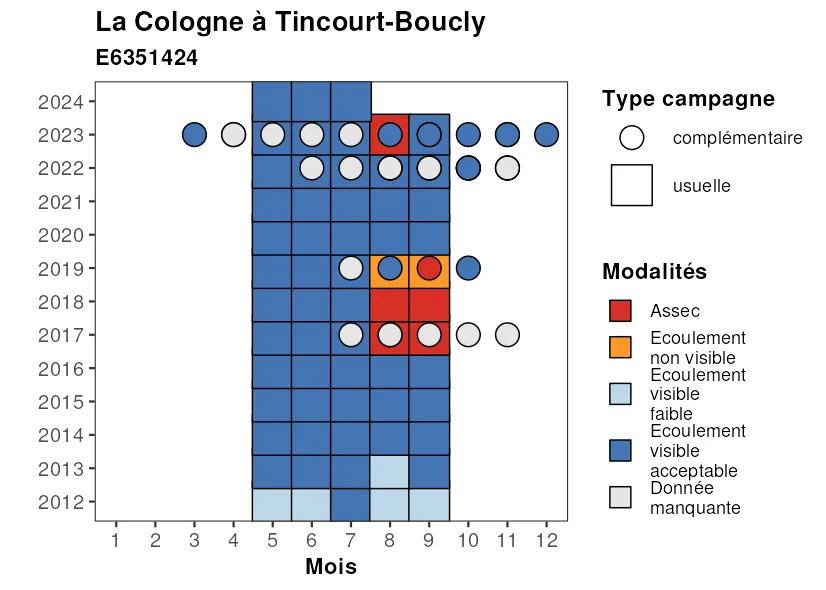 La Cologne à Tincourt-Boucly
E6351424
2024
2023
2022
2021
2020
2019
2018
2017
2016
2015
2014
2013
2012
1 2 3 4 5 6 7 8 9 10 11 12
Mois
Type campagne
complémentaire
usuelle
Modalités
Assec
Ecoulement
non visible
Ecoulement
visible
faible
Ecoulement
visible
acceptable
Donnée
manquante